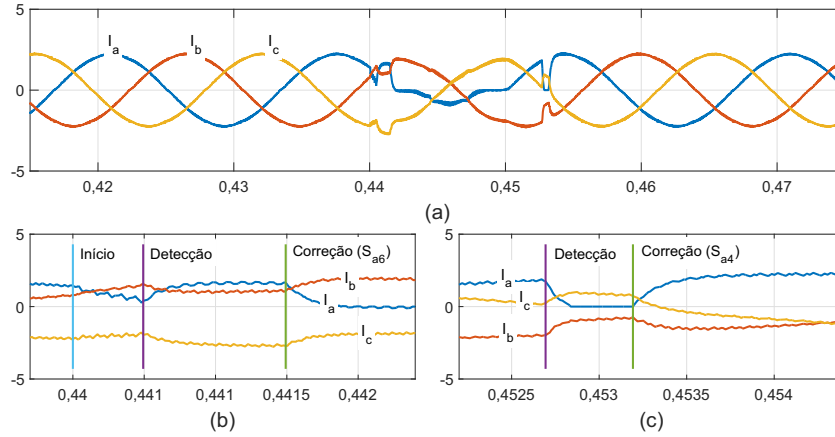 5
I_a I_b I_c
0
-5
0,42 0,43 0,44 0,45 0,46 0,47
(a)
5
Início Detecção Correção (S_a6)
I_b
0
I_a
I_c
-5
0,44 0,441 0,441 0,4415 0,442
(b)
5
Detecção Correção (S_a4)
I_a
I_c
0
I_b
-5
0,4525 0,453 0,4535 0,454
(c)